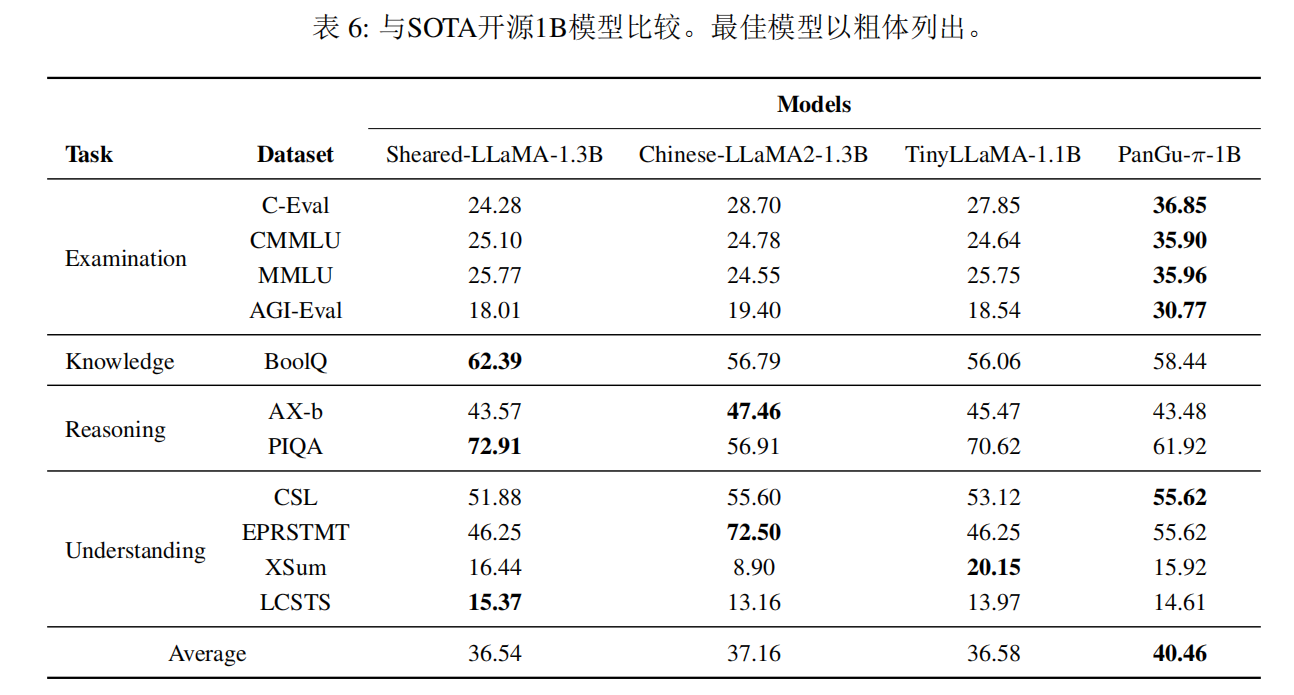 表 6: 与SOTA开源1B模型比较。最佳模型以粗体列出。
Models
Task Dataset Sheared-LLaMA-1.3B Chinese-LLaMA2-1.3B TinyLLaMA-1.1B PanGu-π-1B
Examination
C-Eval 24.28 28.70 27.85 36.85
CMMLU 25.10 24.78 24.64 35.90
MMLU 25.77 24.55 25.75 35.96
AGI-Eval 18.01 19.40 18.54 30.77
Knowledge BoolQ 62.39 56.79 56.06 58.44
Reasoning
AX-b 43.57 47.46 45.47 43.48
PIQA 72.91 56.91 70.62 61.92
Understanding
CSL 51.88 55.60 53.12 55.62
EPRSTMT 46.25 72.50 46.25 55.62
XSum 16.44 8.90 20.15 15.92
LCSTS 15.37 13.16 13.97 14.61
Average 36.54 37.16 36.58 40.46